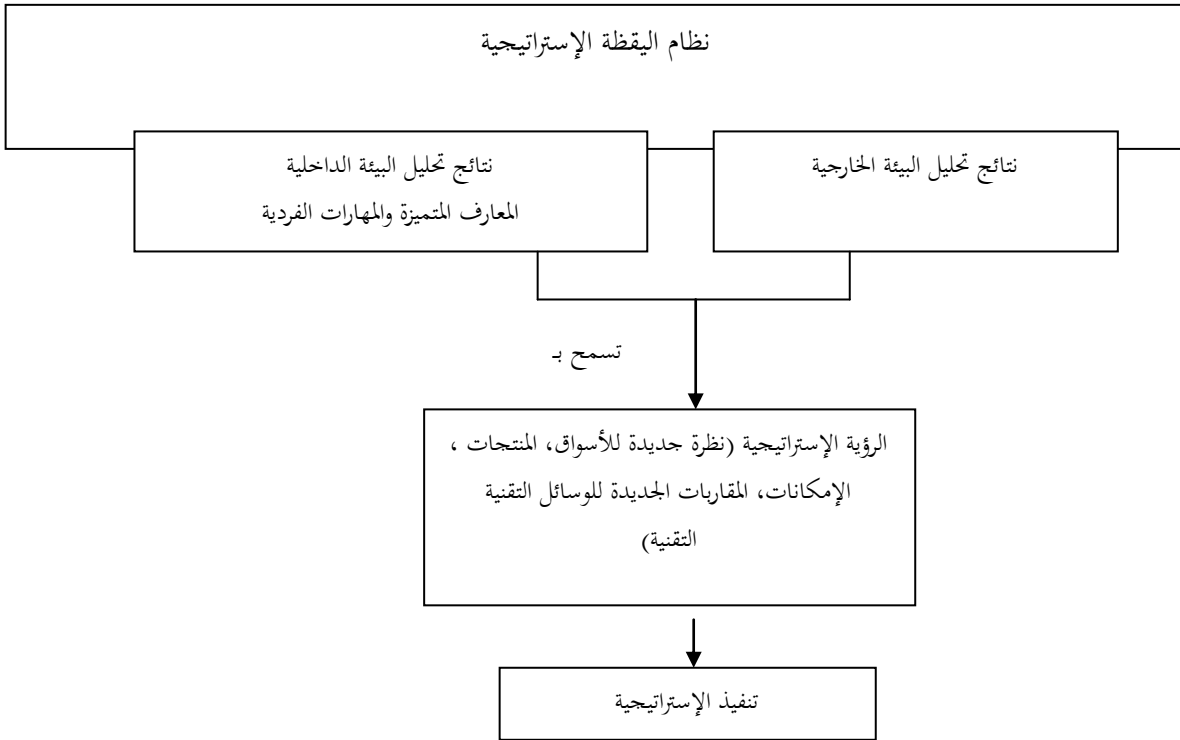 نظام اليقظة الإستراتيجية
نتائج تحليل البيئة الخارجية
نتائج تحليل البيئة الداخلية
المعارف المتميزة والمهارات الفردية
تسمح بـ
الرؤية الإستراتيجية (نظرة جديدة للأسواق، المنتجات ،
الإمكانات، المقاربات الجديدة للوسائل التقنية
التقنية)
تنفيذ الإستراتيجية